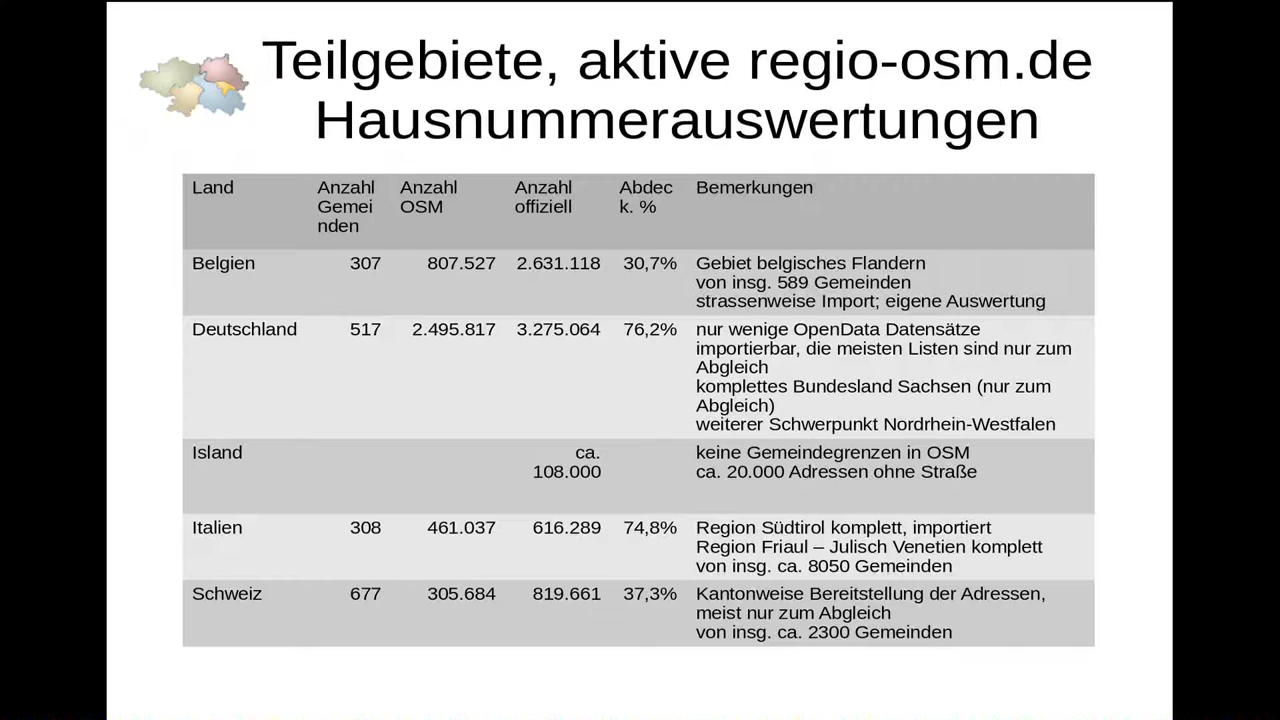 Teilgebiete, aktive regio-osm.de
Hausnummerauswertungen
Land Anzahl Gemei nden Anzahl OSM Anzahl offiziell Abdec k. % Bemerkungen
Belgien 307 807.527 2.631.118 30,7% Gebiet belgisches Flandern
von insg. 589 Gemeinden
strassenweise Import; eigene Auswertung
Deutschland 517 2.495.817 3.275.064 76,2% nur wenige OpenData Datensätze
importierbar, die meisten Listen sind nur zum
Abgleich
komplettes Bundesland Sachsen (nur zum
Abgleich)
weiterer Schwerpunkt Nordrhein-Westfalen
Island ca. 108.000 keine Gemeindegrenzen in OSM
ca. 20.000 Adressen ohne Straße
Italien 308 461.037 616.289 74,8% Region Südtirol komplett, importiert
Region Friaul – Julisch Venetien komplett
von insg. ca. 8050 Gemeinden
Schweiz 677 305.684 819.661 37,3% Kantonweise Bereitstellung der Adressen,
meist nur zum Abgleich
von insg. ca. 2300 Gemeinden